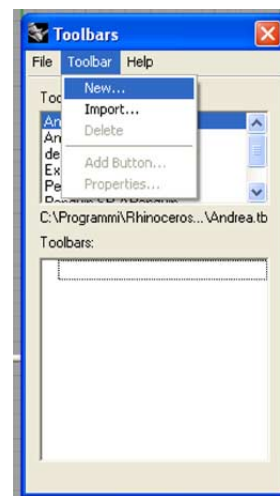 Toolbars
File Toolbar Help
New...
Import...
Delete
Add Button...
Properties...
C:\Programmi\Rhinoceros...\Andrea.tb
Toolbars: